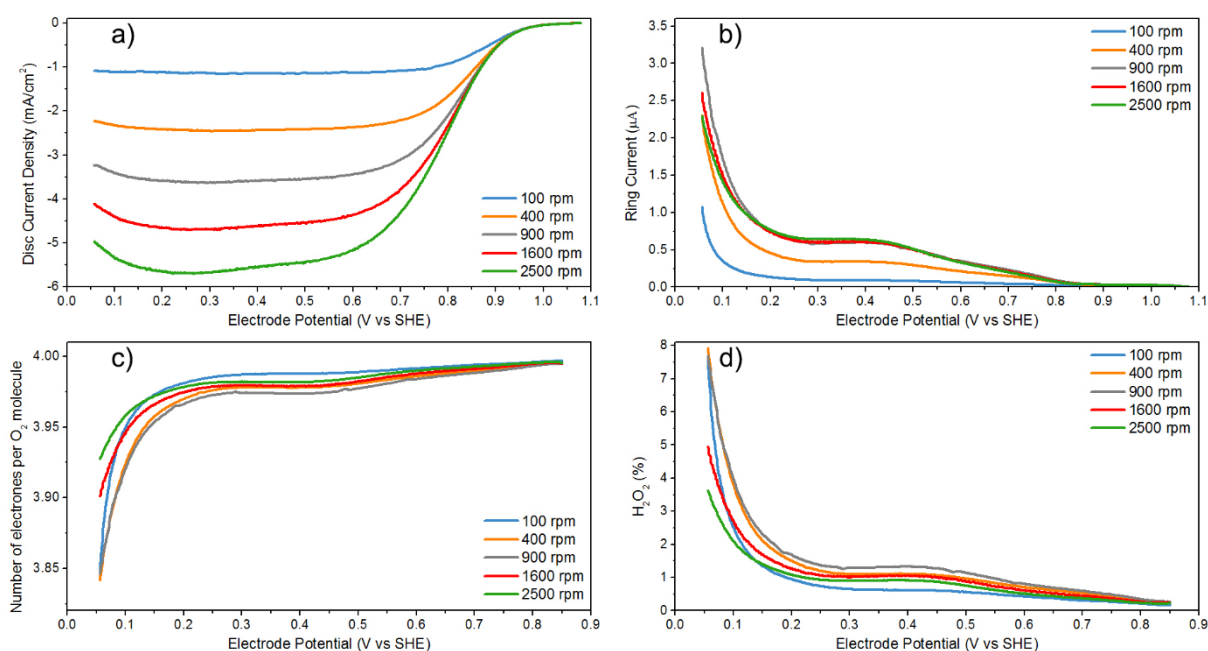 a)
0
-1
-2
-3
-4
-5
-6
Disc Current Density (mA/cm²)
0.0 0.1 0.2 0.3 0.4 0.5 0.6 0.7 0.8 0.9 1.0 1.1
Electrode Potential (V vs SHE)
100 rpm
400 rpm
900 rpm
1600 rpm
2500 rpm
b)
3.5
3.0
2.5
2.0
1.5
1.0
0.5
0.0
Ring Current (µA)
0.0 0.1 0.2 0.3 0.4 0.5 0.6 0.7 0.8 0.9 1.0 1.1
Electrode Potential (V vs SHE)
100 rpm
400 rpm
900 rpm
1600 rpm
2500 rpm
c)
4.00
3.95
3.90
3.85
Number of electrones per O₂ molecule
0.0 0.1 0.2 0.3 0.4 0.5 0.6 0.7 0.8 0.9
Electrode Potential (V vs SHE)
100 rpm
400 rpm
900 rpm
1600 rpm
2500 rpm
d)
8
7
6
5
4
3
2
1
0
H₂O₂ (%)
0.0 0.1 0.2 0.3 0.4 0.5 0.6 0.7 0.8 0.9
Electrode Potential (V vs SHE)
100 rpm
400 rpm
900 rpm
1600 rpm
2500 rpm